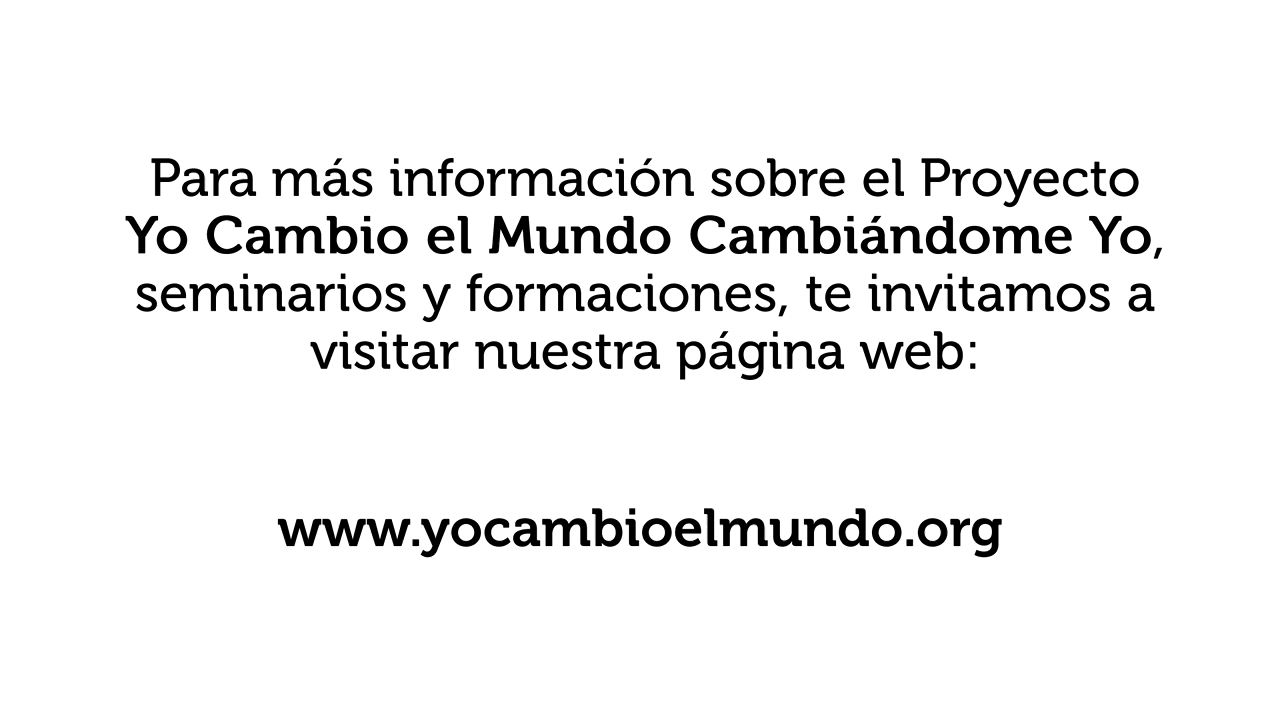 Para más información sobre el Proyecto
Yo Cambio el Mundo Cambiándome Yo,
seminarios y formaciones, te invitamos a
visitar nuestra página web:
www.yocambioelmundo.org